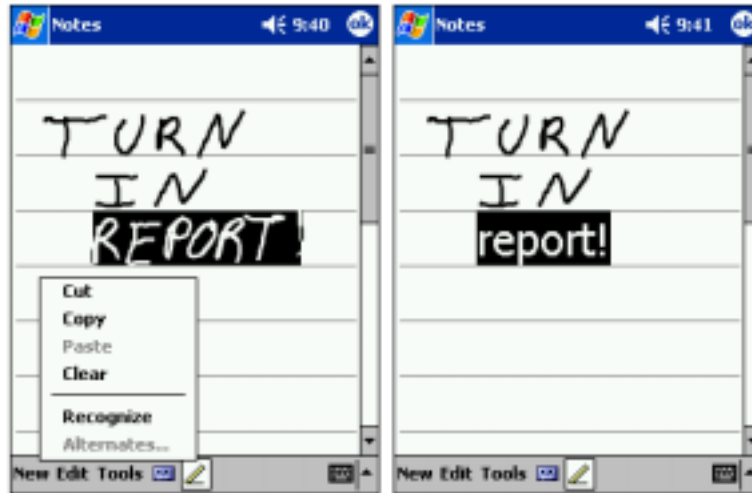 Notes 9:40 ok
TURN
IN
REPORT!
Cut
Copy
Paste
Clear
Recognize
Alternates...
New Edit Tools
Notes 9:41 ok
TURN
IN
report!
New Edit Tools